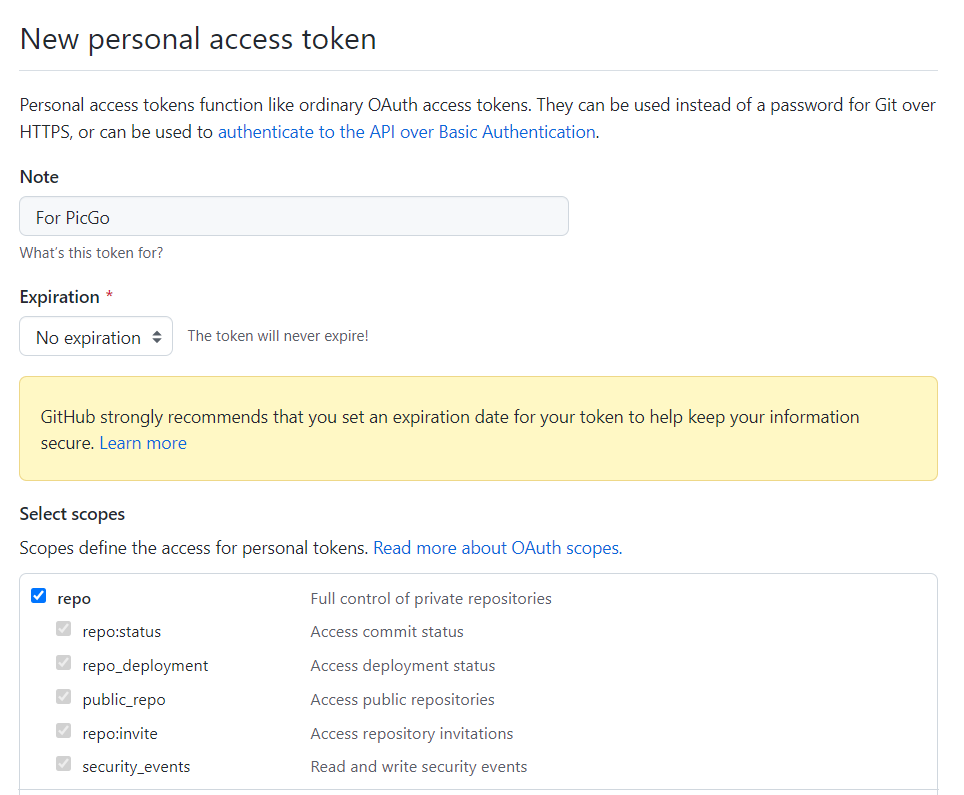 New personal access token
Personal access tokens function like ordinary OAuth access tokens. They can be used instead of a password for Git over
HTTPS, or can be used to authenticate to the API over Basic Authentication.
Note
For PicGo
What's this token for?
Expiration *
No expiration The token will never expire!
GitHub strongly recommends that you set an expiration date for your token to help keep your information
secure. Learn more
Select scopes
Scopes define the access for personal tokens. Read more about OAuth scopes.
repo Full control of private repositories
repo:status Access commit status
repo_deployment Access deployment status
public_repo Access public repositories
repo:invite Access repository invitations
security_events Read and write security events